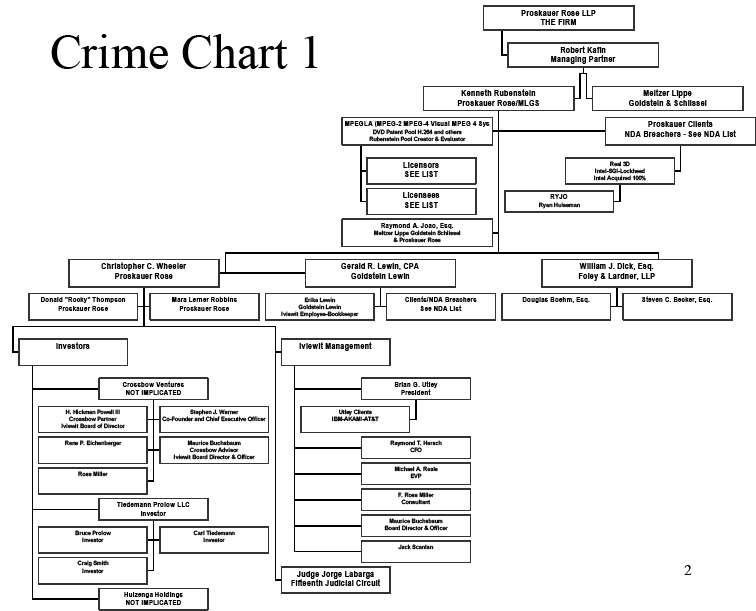 Crime Chart 1
Proskauer Rose LLP
THE FIRM
Robert Kafin
Managing Partner
Kenneth Rubenstein
Proskauer Rose/MLGS
Meltzer Lippe
Goldstein & Schlissel
MPEGLA (MPEG-2 MPEG-4 Visual MPEG 4 Sys
DVD Patent Pool H.264 and others
Rubenstein Pool Creator & Evaluator
Proskauer Clients
NDA Breachers - See NDA List
Licensors
SEE LIST
Real 3D
Intel-SGI-Lockheed
Intel Acquired 100%
Licensees
SEE LIST
RYJO
Ryan Huisman
Raymond A. Joao, Esq.
Meltzer Lippe Goldstein Schlissel
& Proskauer Rose
Christopher C. Wheeler
Proskauer Rose
Gerald R. Lewin, CPA
Goldstein Lewin
William J. Dick, Esq.
Foley & Lardner, LLP
Donald "Rocky" Thompson
Proskauer Rose
Mara Lerner Robbins
Proskauer Rose
Erika Lewin
Goldstein Lewin
Iviewit Employee-Bookkeeper
Clients/NDA Breachers
See NDA List
Douglas Boehm, Esq.
Steven C. Becker, Esq.
Investors
Iviewit Management
Crossbow Ventures
NOT IMPLICATED
H. Hickman Powell III
Crossbow Partner
Iviewit Board of Director
Stephen J. Warner
Co-Founder and Chief Executive Officer
Rene P. Eichenberger
Maurice Buchsbaum
Crossbow Advisor
Iviewit Board Director & Officer
Ross Miller
Tiedemann Prolow LLC
Investor
Bruce Prolow
Investor
Carl Tiedemann
Investor
Craig Smith
Investor
Huizenga Holdings
NOT IMPLICATED
Brian G. Utley
President
Utley Clients
IBM-AKAMI-AT&T
Raymond T. Hersch
CFO
Michael A. Reale
EVP
F. Ross Miller
Consultant
Maurice Buchsbaum
Board Director & Officer
Jack Scanlan
Judge Jorge Labarga
Fifteenth Judicial Circuit
2